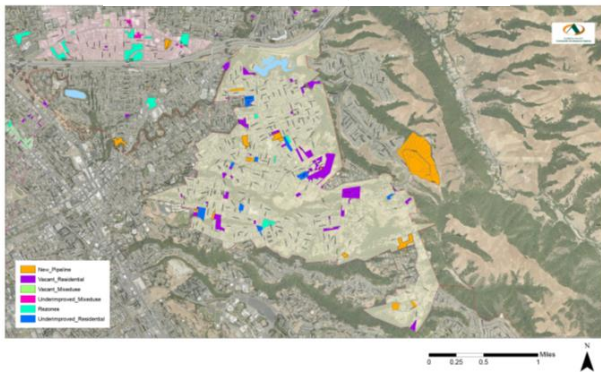 New_Pipeline
Vacant_Residential
Vacant_Mixeduse
Underimproved_Mixeduse
Rezones
Underimproved_Residential
N
Miles
0 0.25 0.5 1